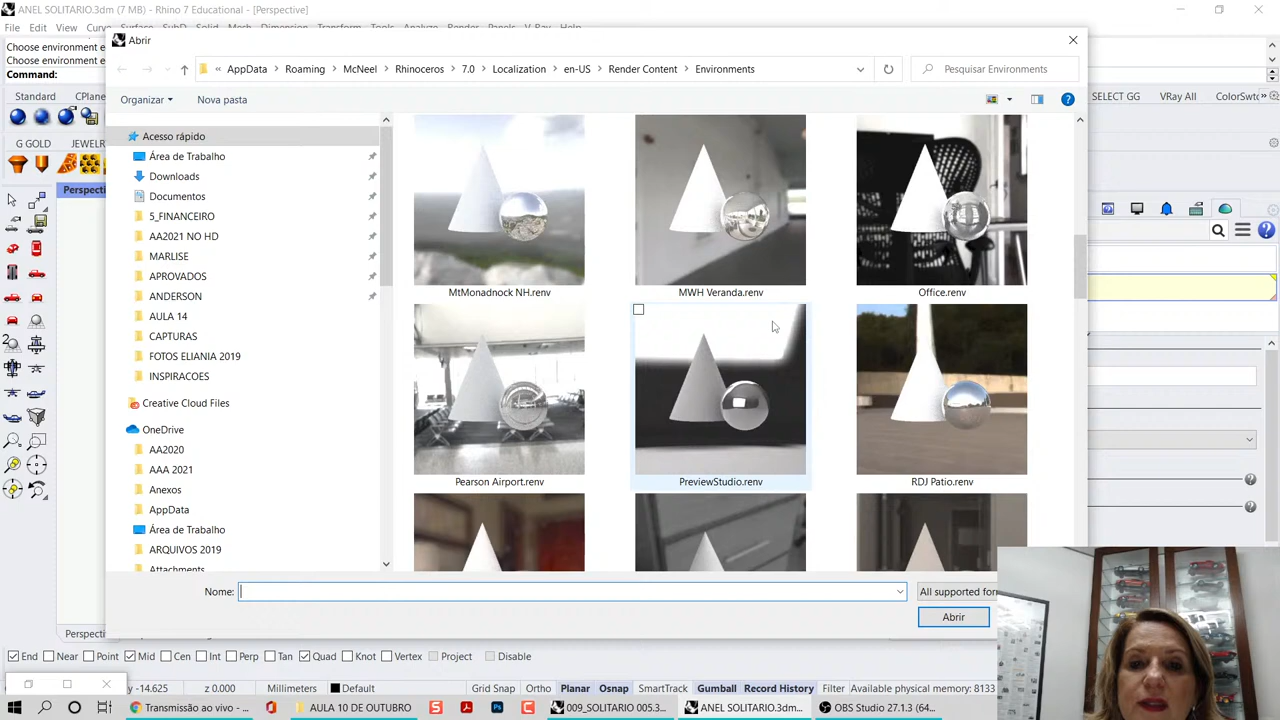 ANEL SOLITARIO.3dm (7 MB) - Rhino 7 Educational - [Perspective]
File Edit View
Choose environment e
Choose environment e
Command:
Abrir
AppData > Roaming > McNeel > Rhinoceros > 7.0 > Localization > en-US > Render Content > Environments
Pesquisar Environments
Organizar
Nova pasta
Standard CPlane
SELECT GG VRay All ColorSwtc
G GOLD JEWELR
Perspective
Acesso rápido
Área de Trabalho
Downloads
Documentos
5_FINANCEIRO
AA2021 NO HD
MARLISE
APROVADOS
ANDERSON
AULA 14
CAPTURAS
FOTOS ELIANIA 2019
INSPIRACOES
Creative Cloud Files
OneDrive
AA2020
AAA 2021
Anexos
AppData
Área de Trabalho
ARQUIVOS 2019
Attachments
MtMonadnock NH.renv
MWH Veranda.renv
Office.renv
Pearson Airport.renv
PreviewStudio.renv
RDJ Patio.renv
Nome:
All supported for
Abrir
Perspective
End Near Point Mid Cen Int Perp Tan Quad Knot Vertex Project Disable
y -14.625 z 0.000 Millimeters Default Grid Snap Ortho Planar Osnap SmartTrack Gumball Record History Filter Available physical memory: 8133
Transmissão ao vivo - AULA 10 DE OUTUBRO 009_SOLITARIO 005.3... ANEL SOLITARIO.3dm... OBS Studio 27.1.3 (64...